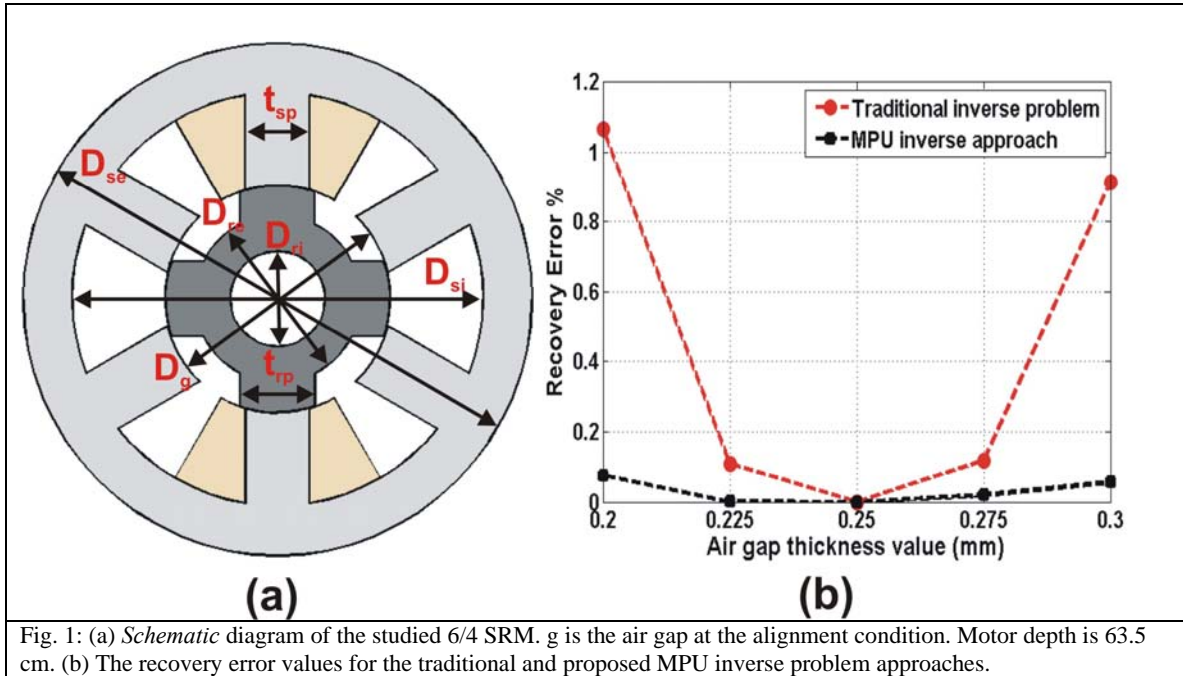 t_sp
D_se
D_re
D_ri
D_si
D_g
t_rp
(a)
1.2
1
0.8
0.6
0.4
0.2
0
Recovery Error %
Traditional inverse problem
MPU inverse approach
0.2 0.225 0.25 0.275 0.3
Air gap thickness value (mm)
(b)
Fig. 1: (a) Schematic diagram of the studied 6/4 SRM. g is the air gap at the alignment condition. Motor depth is 63.5
cm. (b) The recovery error values for the traditional and proposed MPU inverse problem approaches.